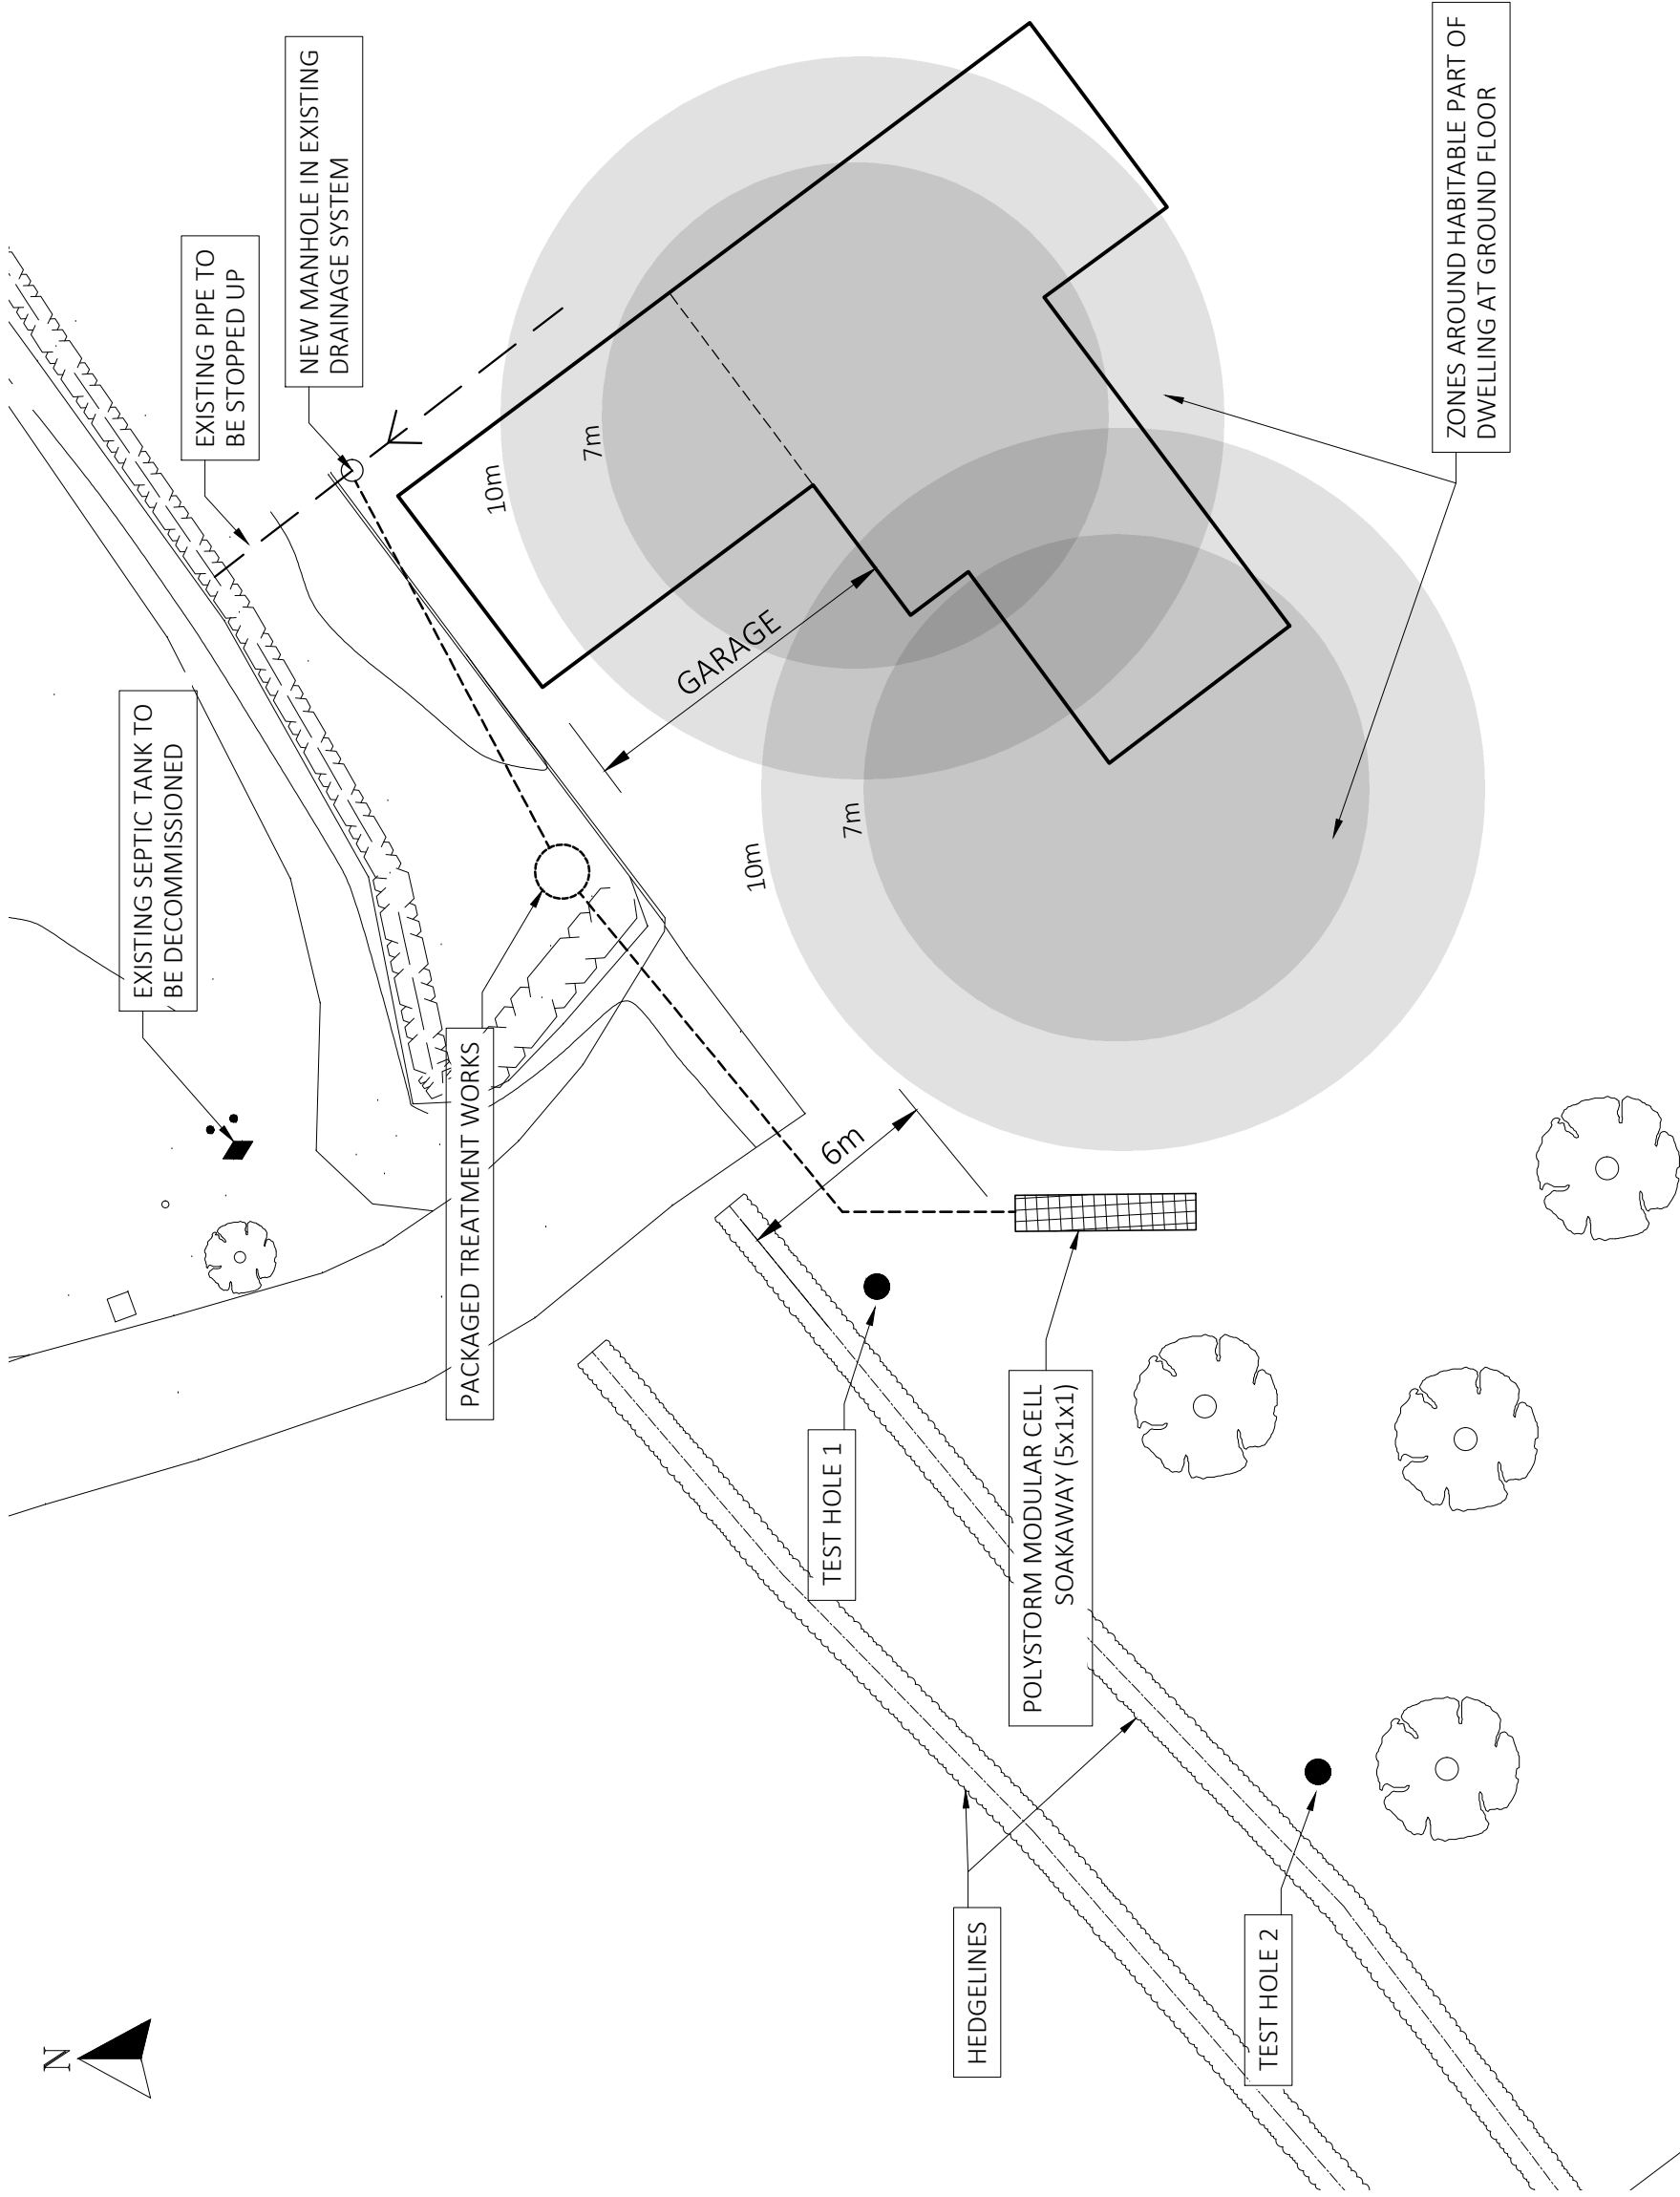 N
EXISTING SEPTIC TANK TO
BE DECOMMISSIONED
EXISTING PIPE TO
BE STOPPED UP
NEW MANHOLE IN EXISTING
DRAINAGE SYSTEM
PACKAGED TREATMENT WORKS
10m
7m
GARAGE
10m
7m
6m
TEST HOLE 1
POLYSTORM MODULAR CELL
SOAKAWAY (5x1x1)
HEDGELINES
TEST HOLE 2
ZONES AROUND HABITABLE PART OF
DWELLING AT GROUND FLOOR